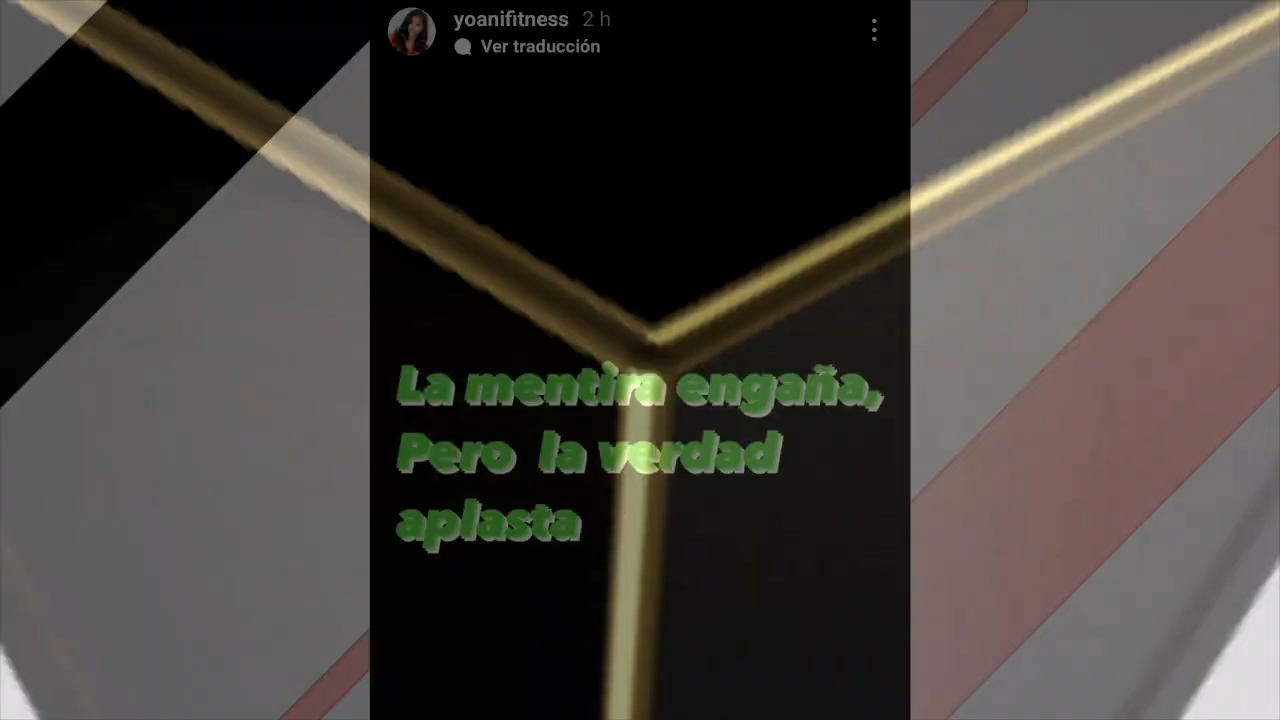 yoanifitness 2 h
Ver traducción
La mentira engaña,
Pero la verdad
aplasta